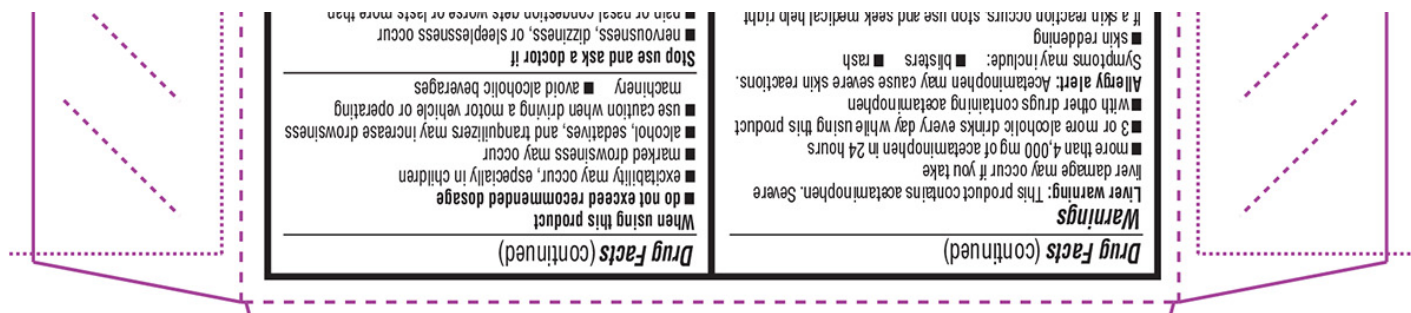 Drug Facts (continued)
Warnings
Liver warning: This product contains acetaminophen. Severe
liver damage may occur if you take
■ more than 4,000 mg of acetaminophen in 24 hours
■ 3 or more alcoholic drinks every day while using this product
■ with other drugs containing acetaminophen
Allergy alert: Acetaminophen may cause severe skin reactions.
Symptoms may include: ■ blisters ■ rash
■ skin reddening
If a skin reaction occurs, stop use and seek medical help right
Drug Facts (continued)
When using this product
■ do not exceed recommended dosage
■ excitability may occur, especially in children
■ marked drowsiness may occur
■ alcohol, sedatives, and tranquilizers may increase drowsiness
■ use caution when driving a motor vehicle or operating
machinery ■ avoid alcoholic beverages
Stop use and ask a doctor if
■ nervousness, dizziness, or sleeplessness occur
■ pain or nasal congestion gets worse or lasts more than